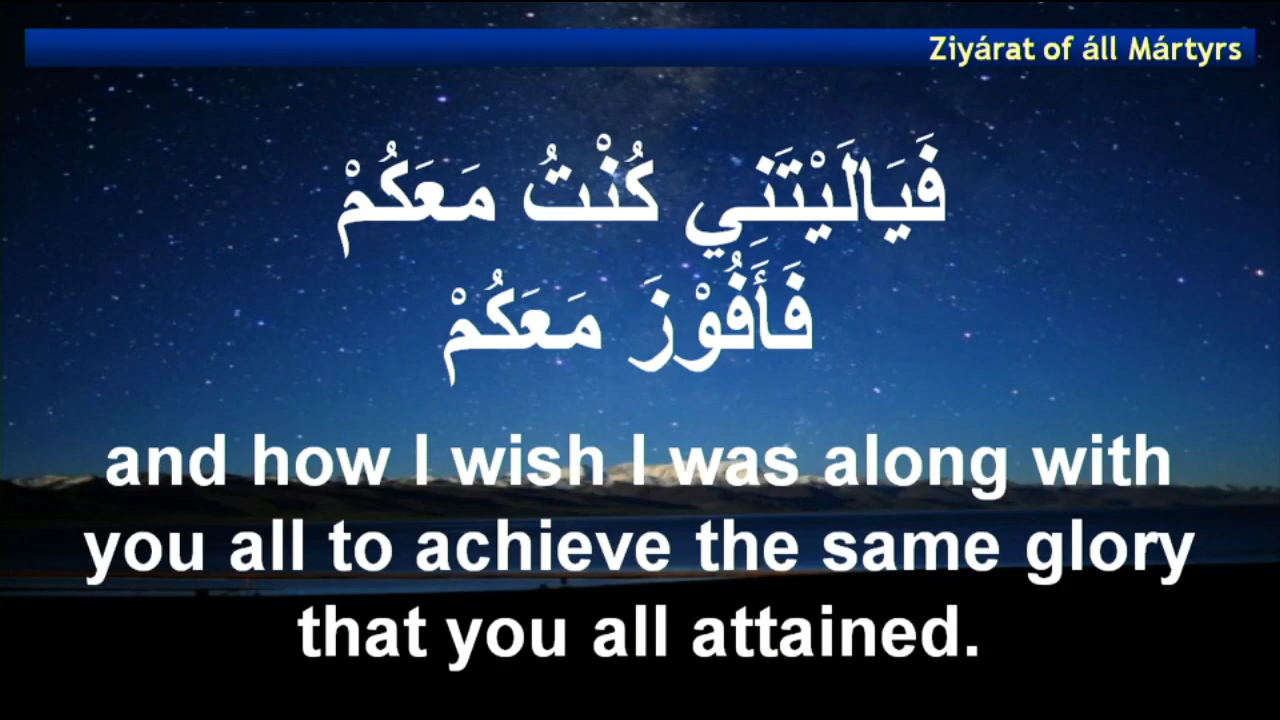 Ziyárat of áll Mártyrs
فَيَالَيْتَنِي كُنْتُ مَعَكُمْ
فَأَفُوْزَ مَعَكُمْ
and how I wish I was along with
you all to achieve the same glory
that you all attained.